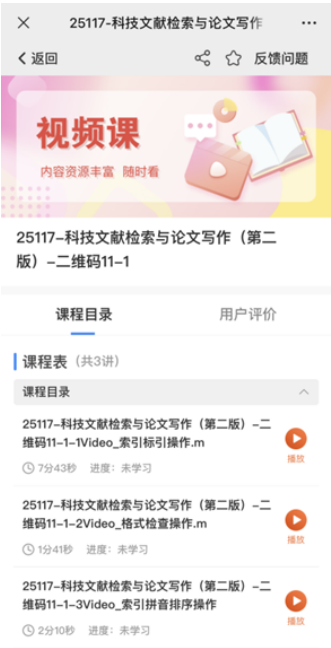 25117-科技文献检索与论文写作
返回
反馈问题
视频课
内容资源丰富 随时看
25117-科技文献检索与论文写作（第二
版）-二维码11-1
课程目录 用户评价
课程表（共3讲）
课程目录
25117-科技文献检索与论文写作（第二版）-二
维码11-1-1Video_索引标引操作.m
播放
7分43秒 进度：未学习
25117-科技文献检索与论文写作（第二版）-二
维码11-1-2Video_格式检查操作.m
播放
1分41秒 进度：未学习
25117-科技文献检索与论文写作（第二版）-二
维码11-1-3Video_索引拼音排序操作
播放
2分10秒 进度：未学习